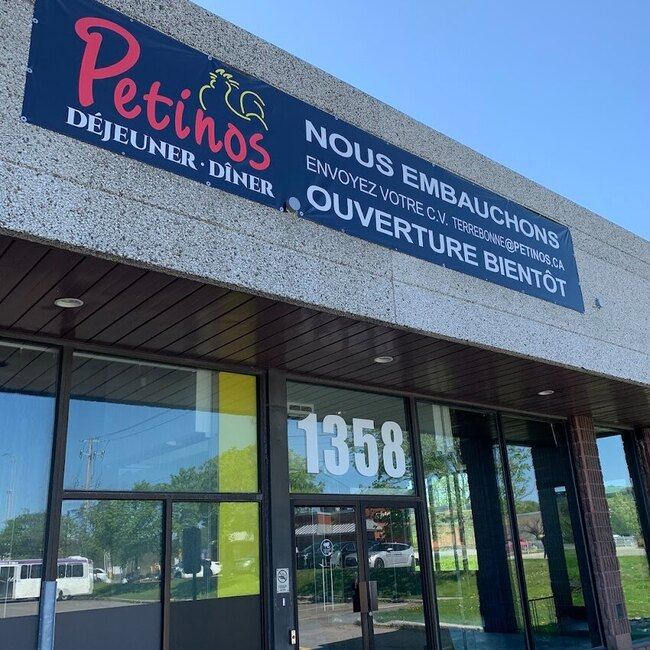 Petinos
DÉJEUNER · DÎNER
NOUS EMBAUCHONS
ENVOYEZ VOTRE C.V. TERREBONNE@PETINOS.CA
OUVERTURE BIENTÔT
1358